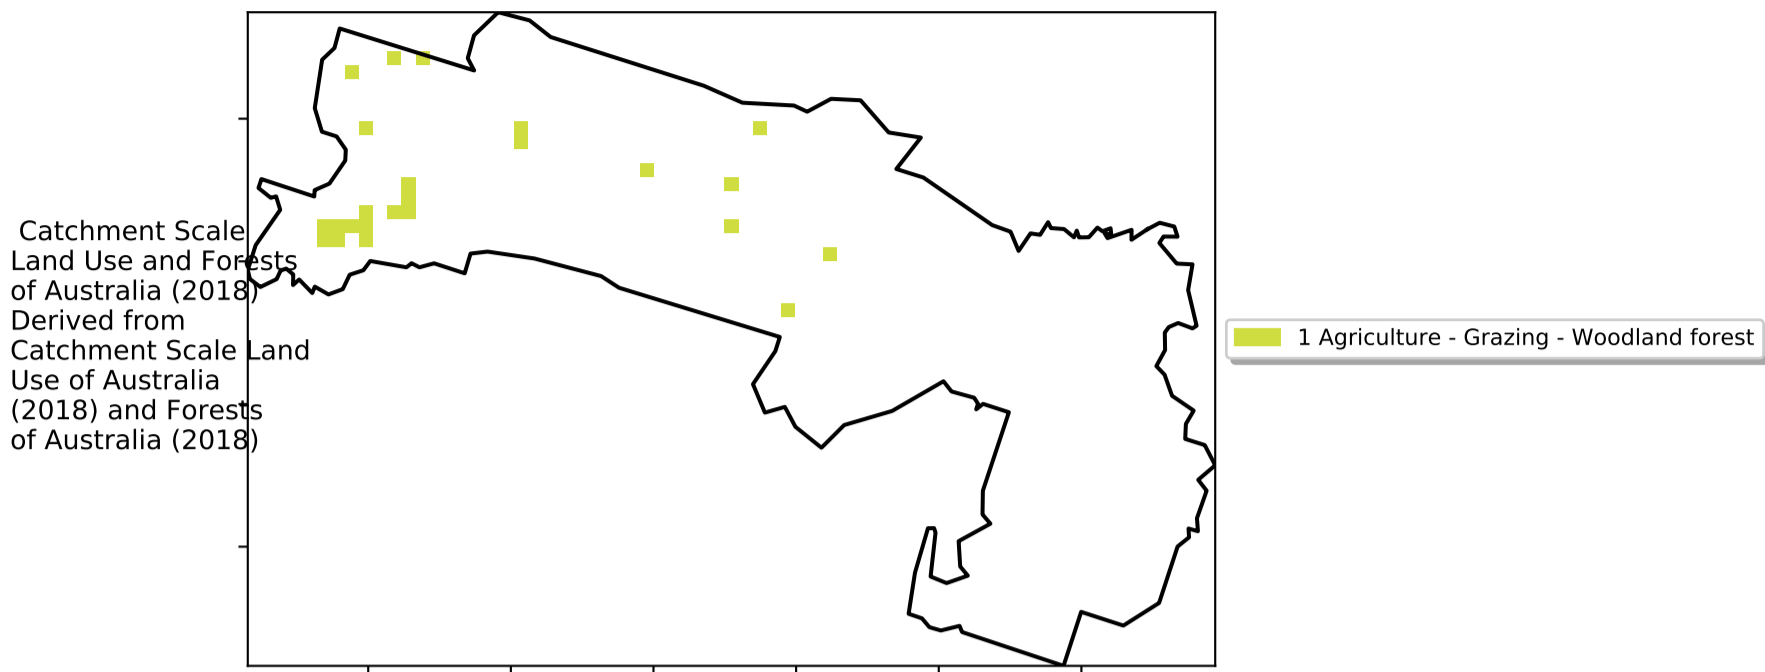 Catchment Scale
Land Use and Forests
of Australia (2018)
Derived from
Catchment Scale Land
Use of Australia
(2018) and Forests
of Australia (2018)
1 Agriculture - Grazing - Woodland forest